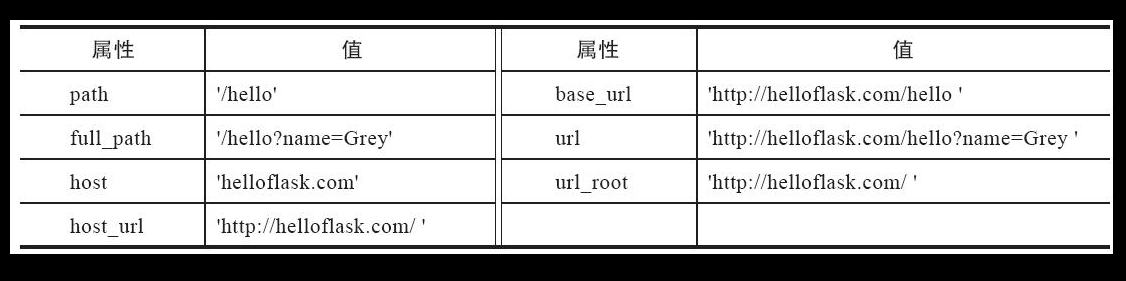 属性 值 属性 值
path '/hello' base_url 'http://helloflask.com/hello '
full_path '/hello?name=Grey' url 'http://helloflask.com/hello?name=Grey '
host 'helloflask.com' url_root 'http://helloflask.com/ '
host_url 'http://helloflask.com/ '